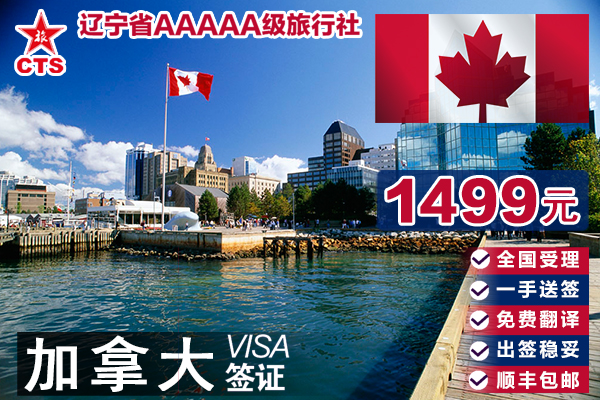 旅
CTS
辽宁省AAAAA级旅行社
1499元
全国受理
一手送签
免费翻译
出签稳妥
顺丰包邮
加拿大
VISA
签证